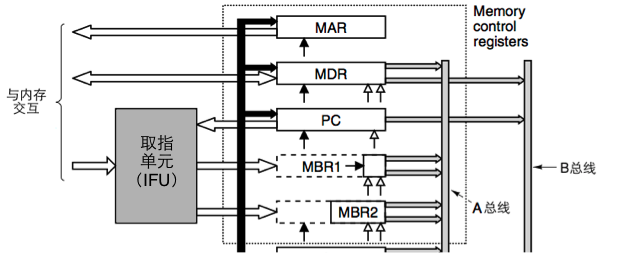 MAR
Memory
control
registers
MDR
与内存
交互
PC
取指
单元
（IFU）
MBR1
B总线
MBR2
A总线